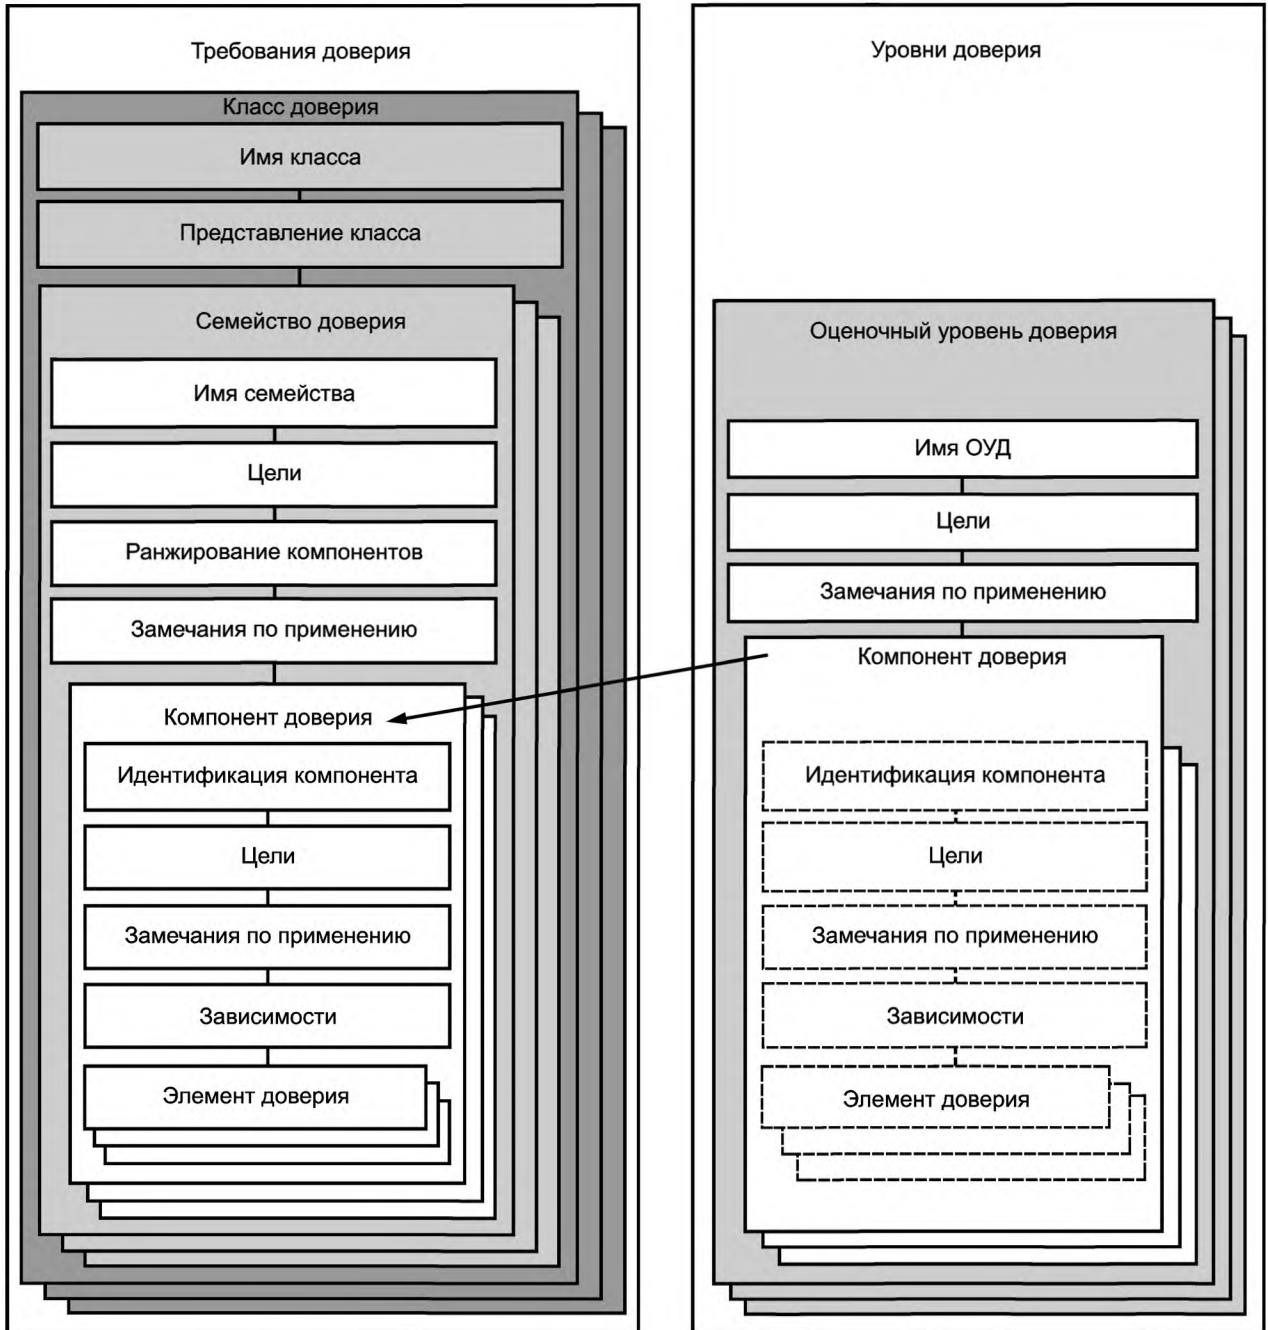 Требования доверия
Класс доверия
Имя класса
Представление класса
Семейство доверия
Имя семейства
Цели
Ранжирование компонентов
Замечания по применению
Компонент доверия
Идентификация компонента
Цели
Замечания по применению
Зависимости
Элемент доверия
Уровни доверия
Оценочный уровень доверия
Имя ОУД
Цели
Замечания по применению
Компонент доверия
Идентификация компонента
Цели
Замечания по применению
Зависимости
Элемент доверия